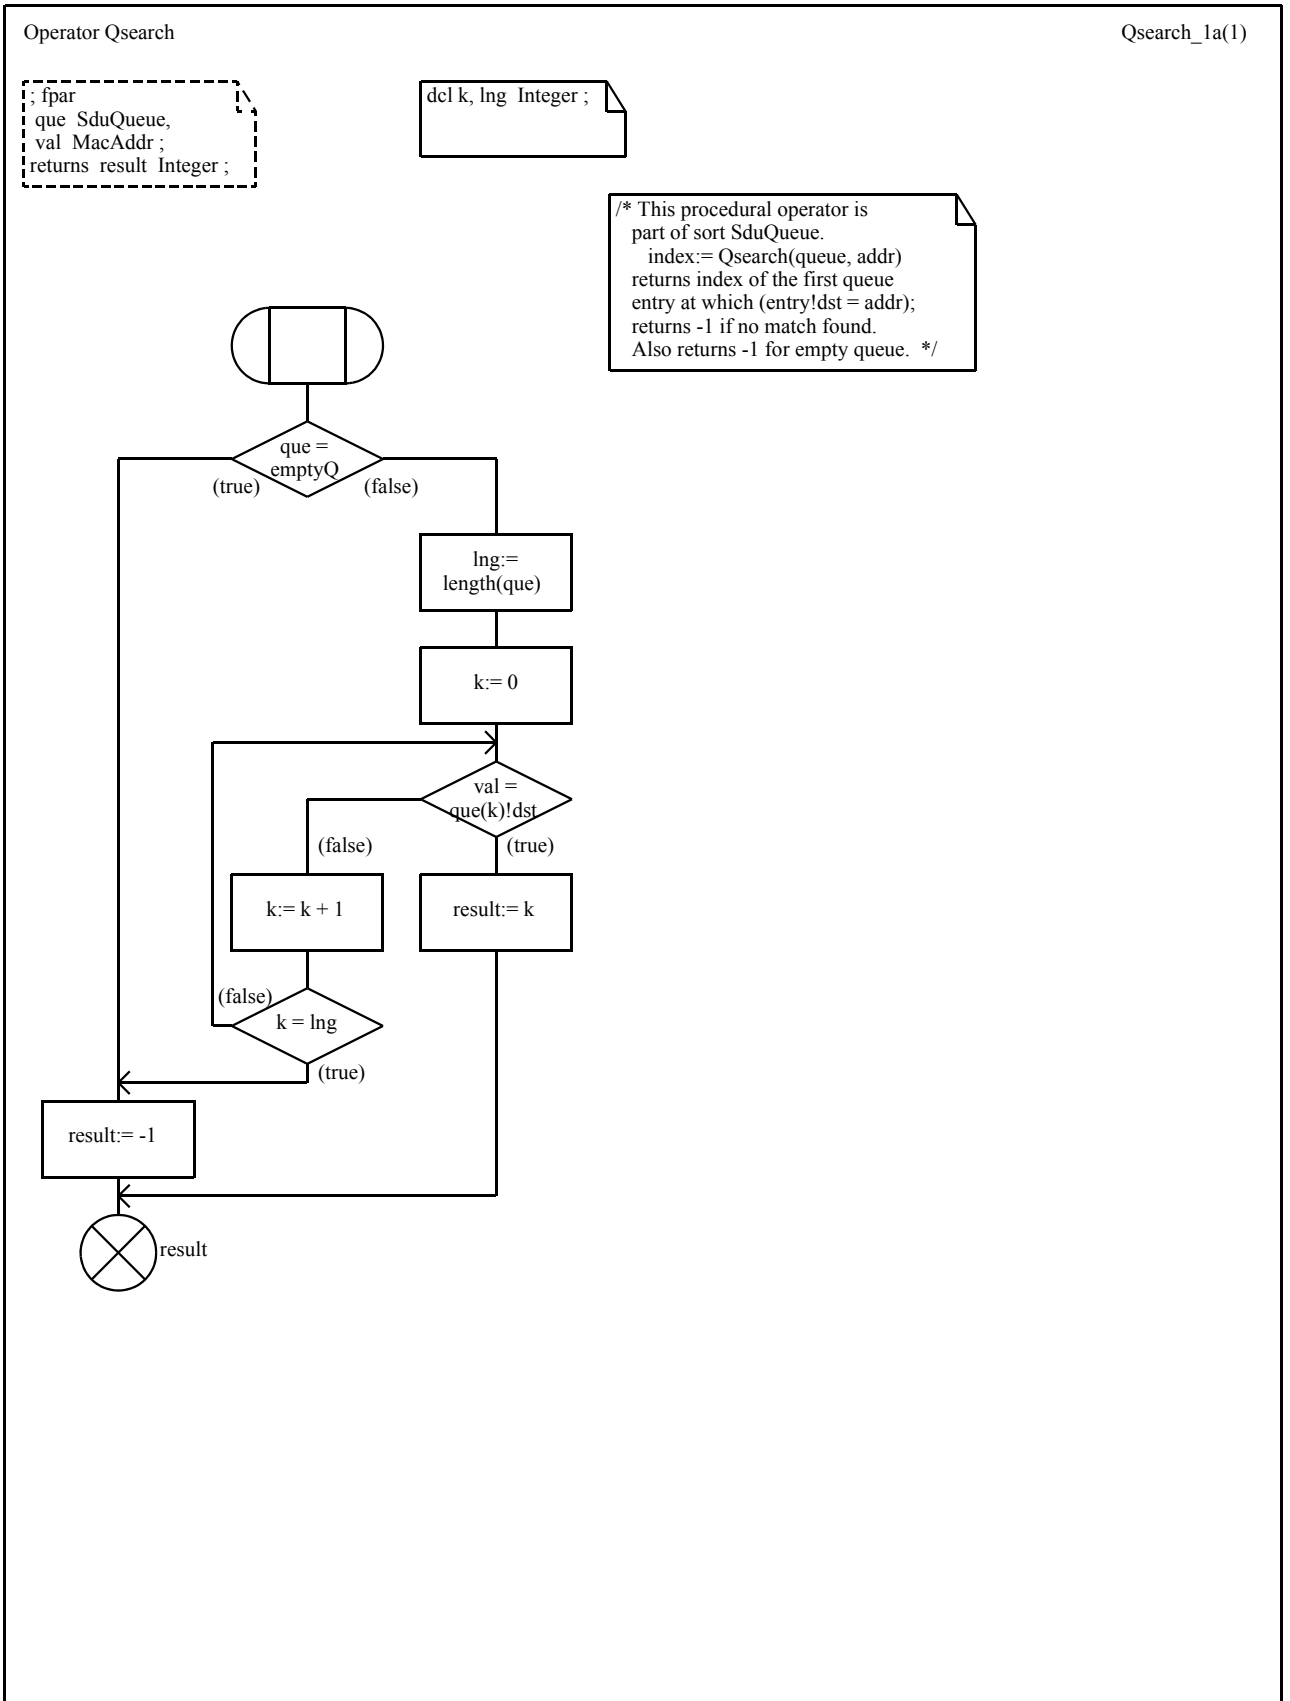 Operator Qsearch
Qsearch_1a(1)
; fpar
que  SduQueue,
val  MacAddr ;
returns  result  Integer ;
dcl k, lng  Integer ;
/* This procedural operator is
part of sort SduQueue.
index:= Qsearch(queue, addr)
returns index of the first queue
entry at which (entry!dst = addr);
returns -1 if no match found.
Also returns -1 for empty queue.  */
que =
emptyQ
(true)
(false)
lng:=
length(que)
k:= 0
val =
que(k)!dst
(false)
(true)
k:= k + 1
result:= k
(false)
k = lng
(true)
result:= -1
result